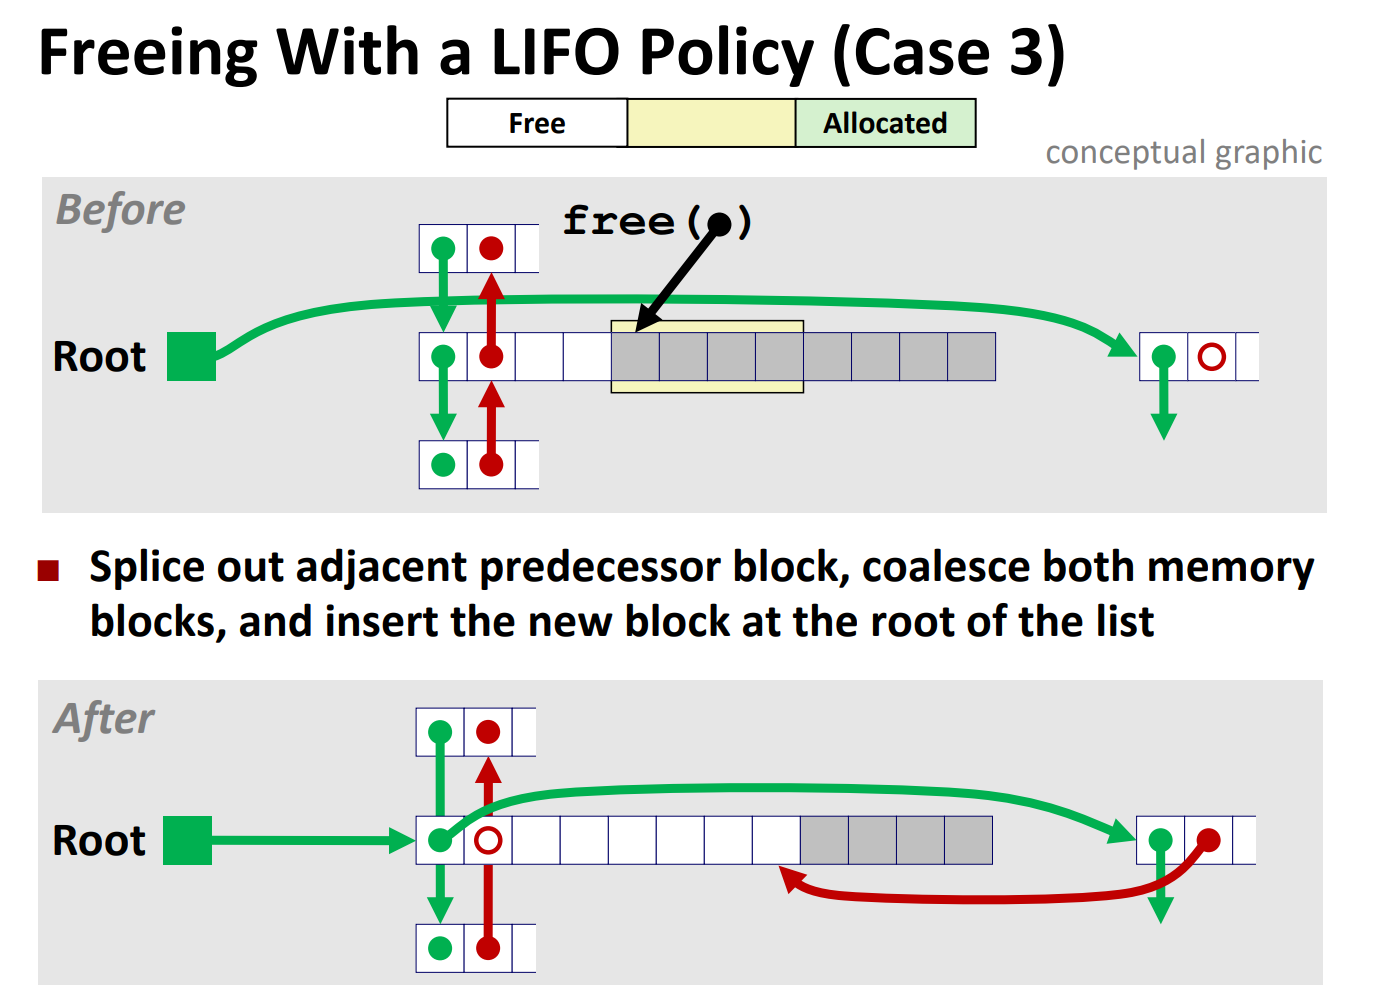 Freeing With a LIFO Policy (Case 3)
Free Allocated
conceptual graphic
Before
free( )
Root
Splice out adjacent predecessor block, coalesce both memory
blocks, and insert the new block at the root of the list
After
Root